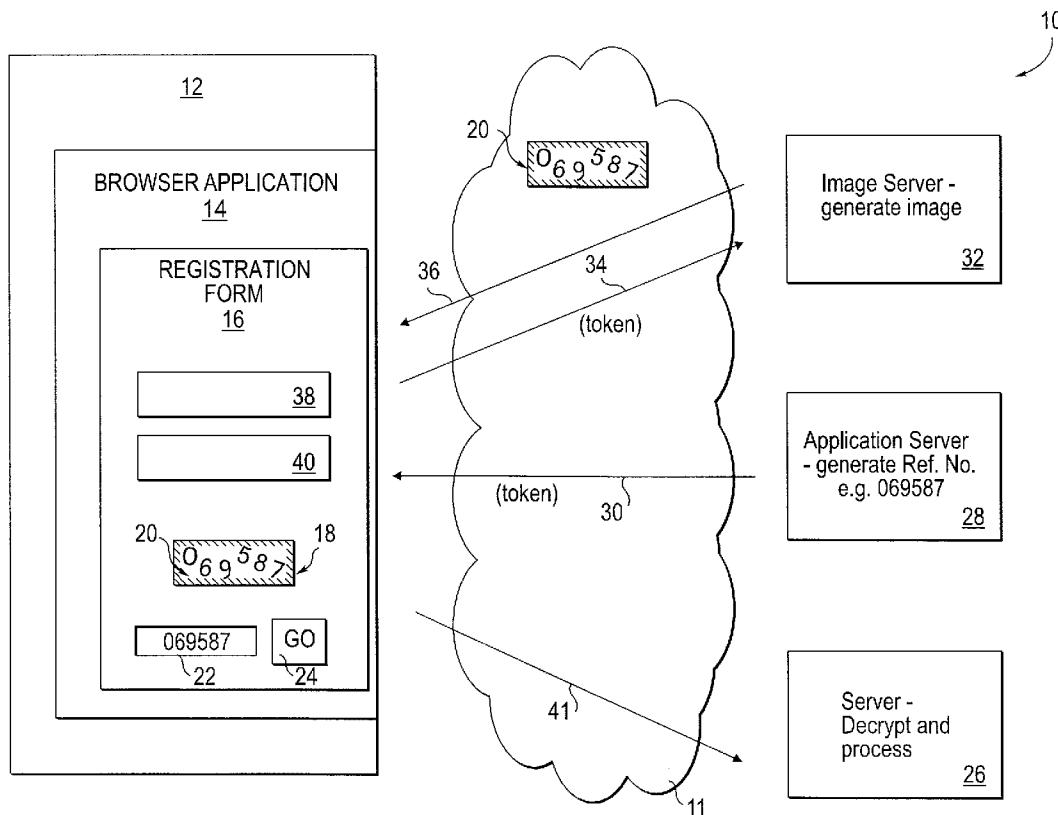 10
12
BROWSER APPLICATION
14
REGISTRATION
FORM
16
38
40
20
069587
18
069587
22
GO
24
20
069587
36
34
(token)
(token)
30
41
11
Image Server -
generate image
32
Application Server
- generate Ref. No.
e.g. 069587
28
Server -
Decrypt and
process
26